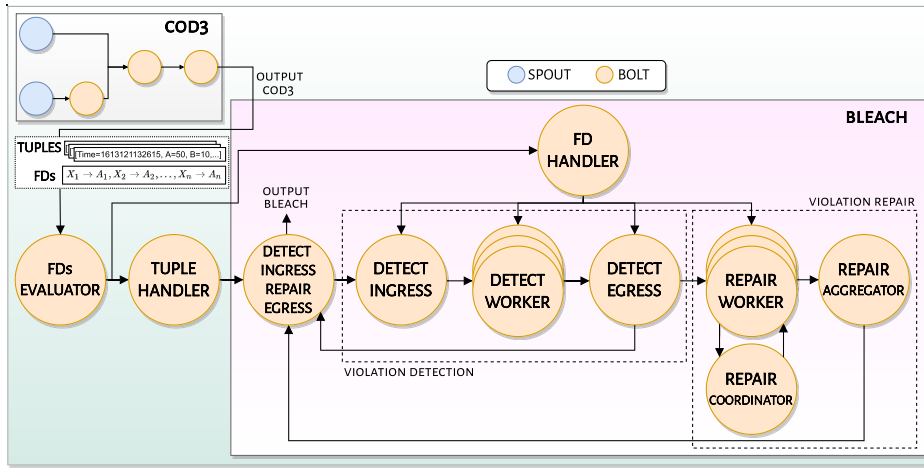 COD3
OUTPUT
COD3
SPOUT
BOLT
BLEACH
TUPLES
[Time=1613121132615, A=50, B=10,...]
FDs
X₁ → A₁, X₂ → A₂, ..., Xₙ → Aₙ
FD
HANDLER
OUTPUT
BLEACH
VIOLATION REPAIR
FDs
EVALUATOR
TUPLE
HANDLER
DETECT
INGRESS
REPAIR
EGRESS
DETECT
INGRESS
DETECT
WORKER
DETECT
EGRESS
REPAIR
WORKER
REPAIR
AGGREGATOR
VIOLATION DETECTION
REPAIR
COORDINATOR